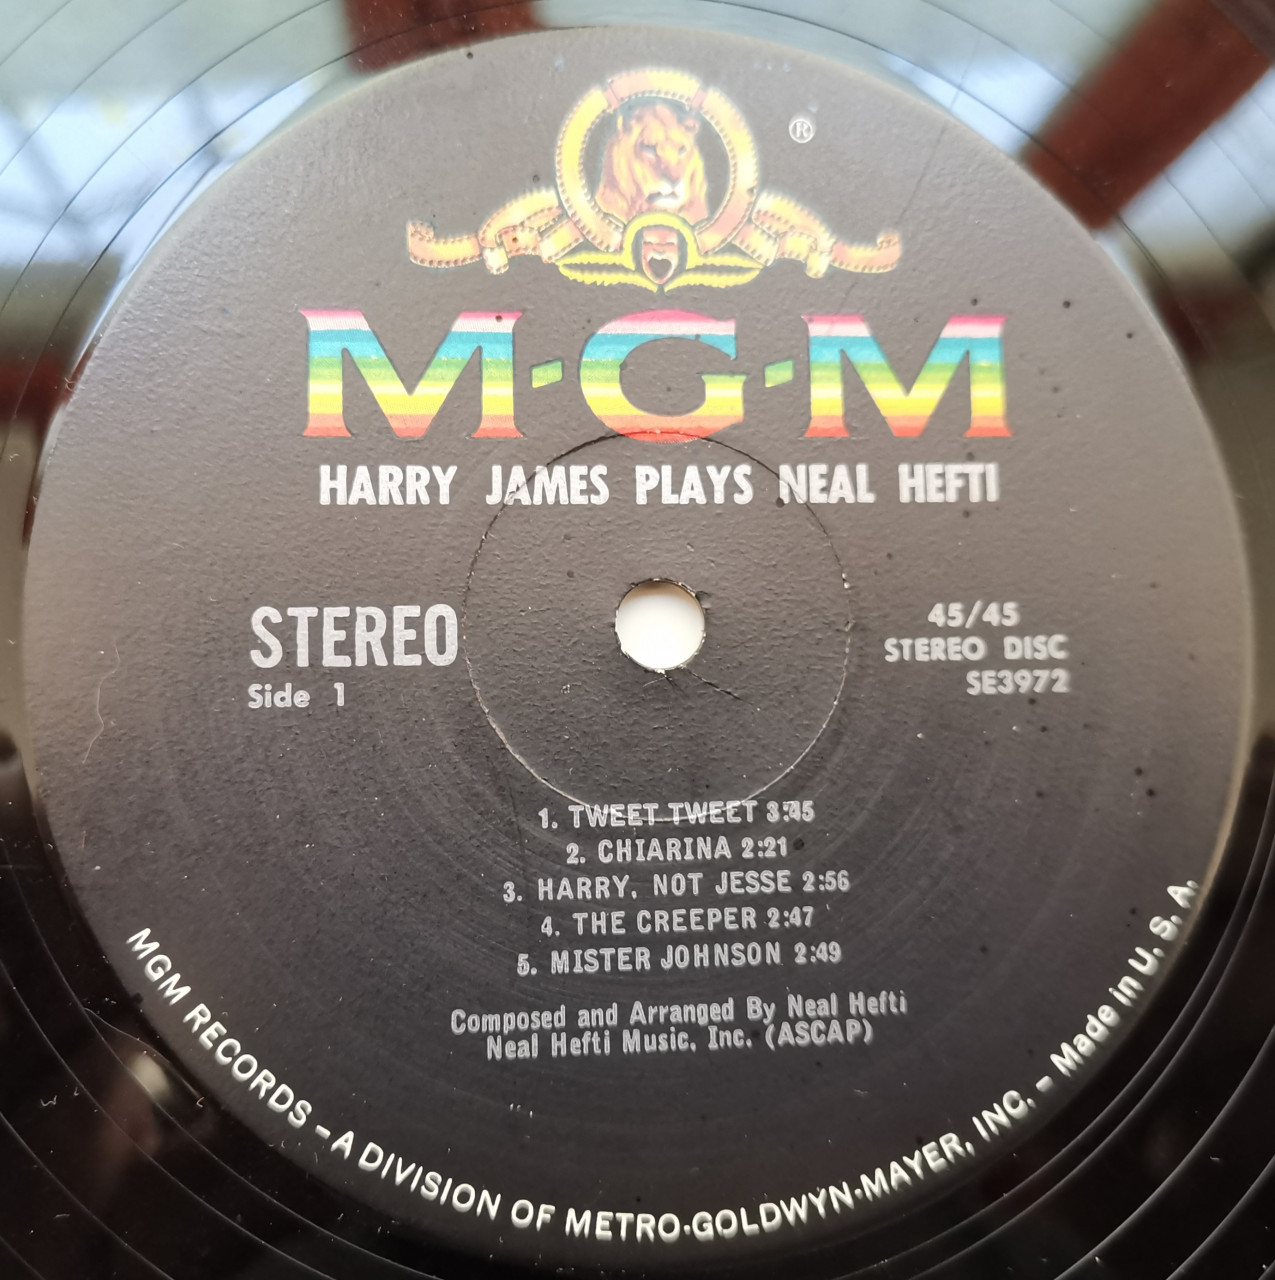 ®
M·G·M
HARRY JAMES PLAYS NEAL HEFTI
STEREO
Side 1
45/45
STEREO DISC
SE3972
1. TWEET TWEET 3:45
2. CHIARINA 2:21
3. HARRY, NOT JESSE 2:56
4. THE CREEPER 2:47
5. MISTER JOHNSON 2:49
Composed and Arranged By Neal Hefti
Neal Hefti Music, Inc. (ASCAP)
MGM RECORDS – A DIVISION OF METRO-GOLDWYN-MAYER, INC. – Made in U. S. A.